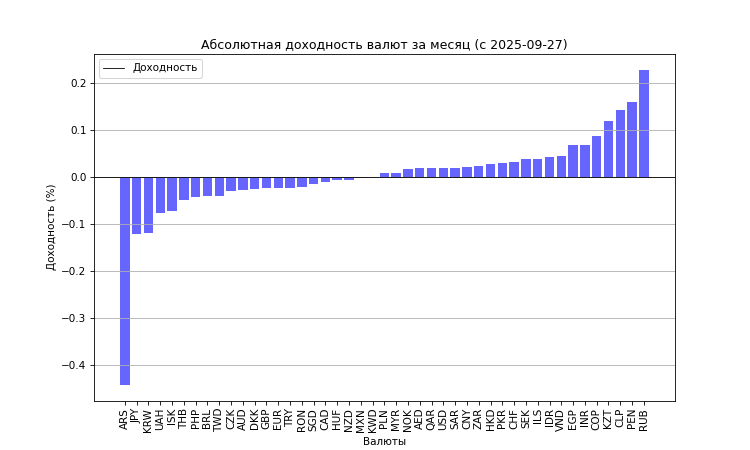 Абсолютная доходность валют за месяц (с 2025-09-27)
Доходность
Доходность (%)
0.2
0.1
0.0
−0.1
−0.2
−0.3
−0.4
ARS JPY KRW UAH ISK THB PHP BRL TWD CZK AUD DKK GBP EUR TRY RON SGD CAD HUF NZD MXN KWD PLN MYR NOK AED QAR USD SAR CNY ZAR HKD PKR CHF SEK ILS IDR VND EGP INR COP KZT CLP PEN RUB
Валюты